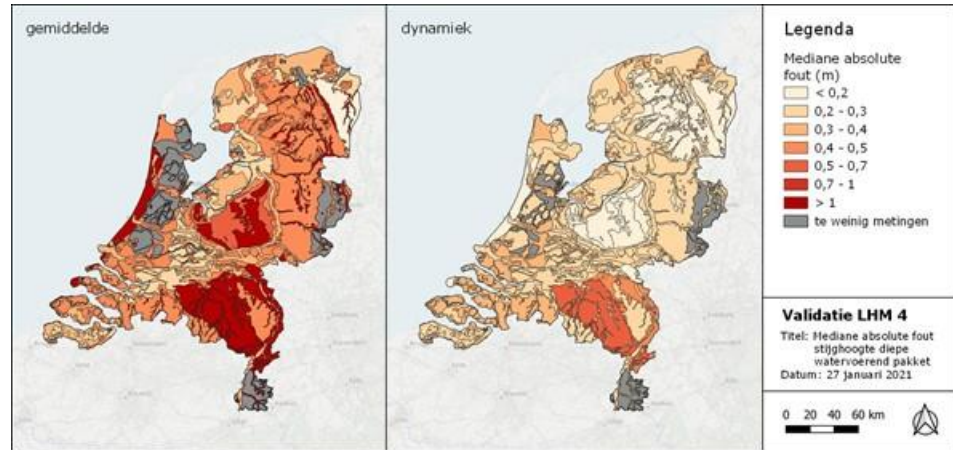 gemiddelde
dynamiek
Legenda
Mediane absolute
fout (m)
< 0,2
0,2 - 0,3
0,3 - 0,4
0,4 - 0,5
0,5 - 0,7
0,7 - 1
> 1
te weinig metingen
Validatie LHM 4
Titel: Mediane absolute fout
stijghoogte diepe
watervoerend pakket
Datum: 27 januari 2021
0 20 40 60 km